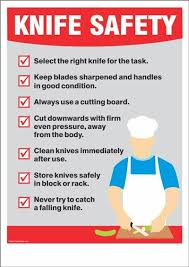 KNIFE SAFETY
Select the right knife for the task.
Keep blades sharpened and handles
in good condition.
Always use a cutting board.
Cut downwards with firm
even pressure, away
from the body.
Clean knives immediately
after use.
Store knives safely
in block or rack.
Never try to catch
a falling knife.